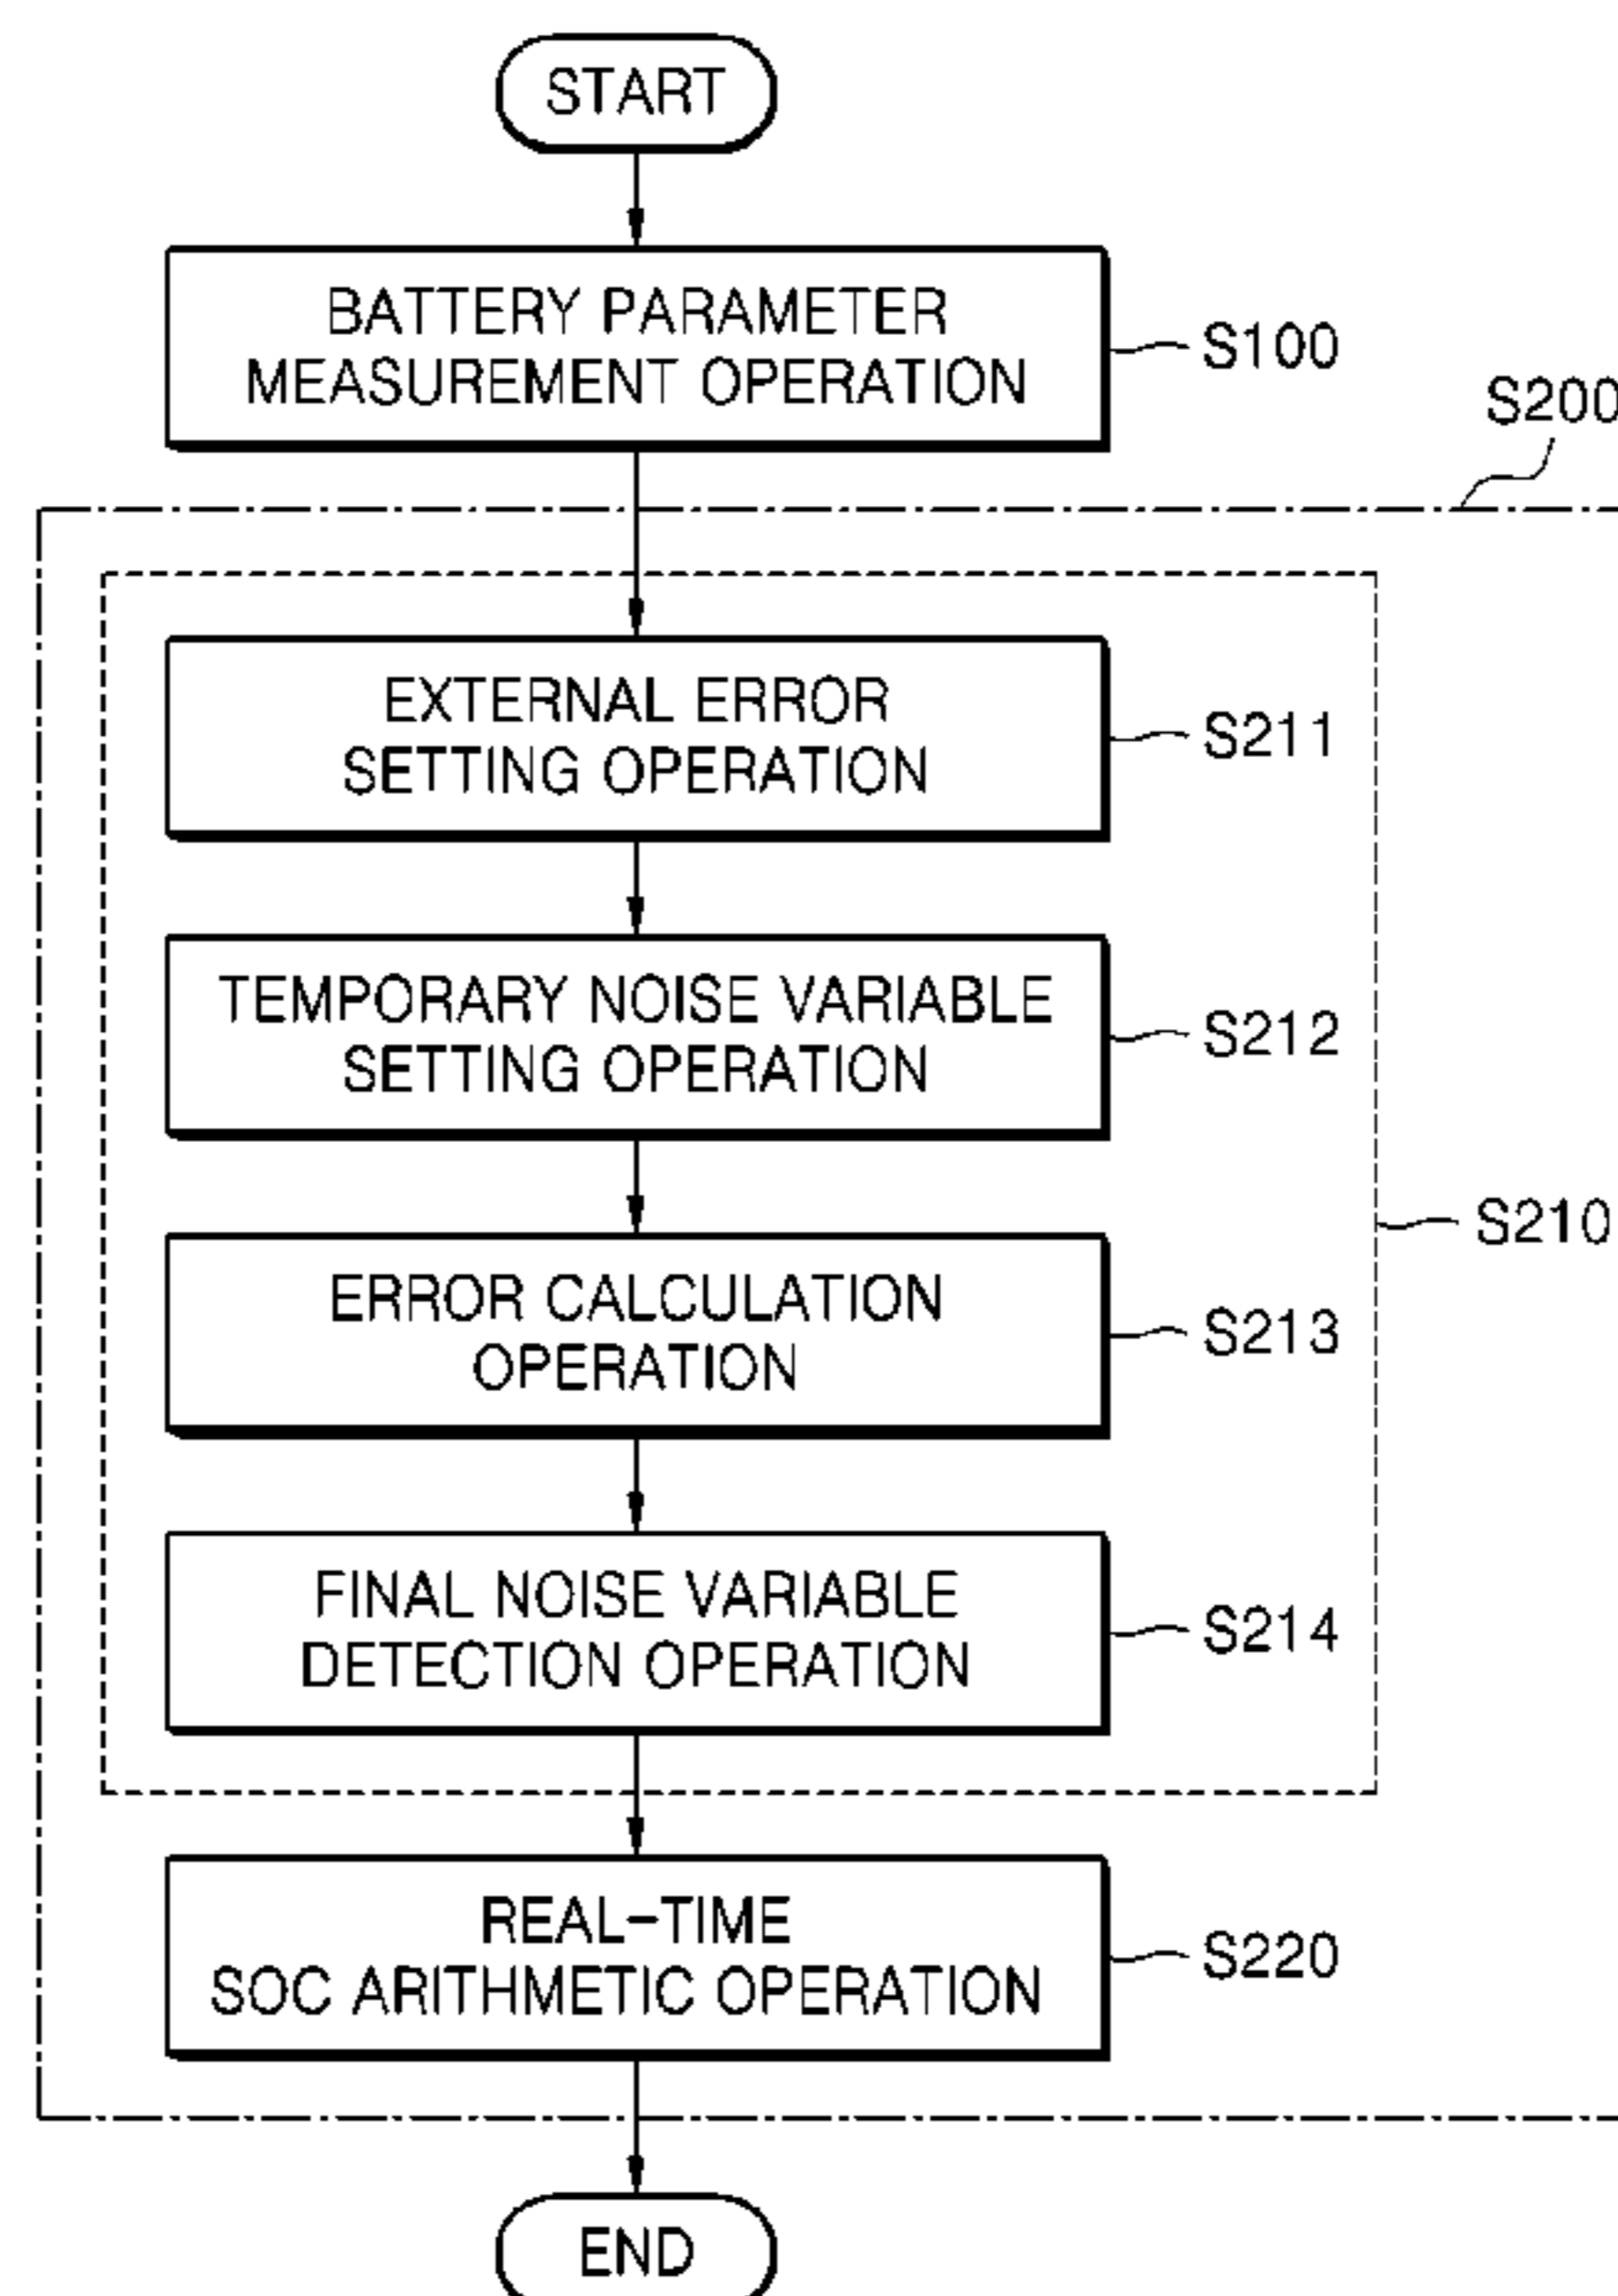 START
BATTERY PARAMETER
MEASUREMENT OPERATION
S100
S200
EXTERNAL ERROR
SETTING OPERATION
S211
TEMPORARY NOISE VARIABLE
SETTING OPERATION
S212
S210
ERROR CALCULATION
OPERATION
S213
FINAL NOISE VARIABLE
DETECTION OPERATION
S214
REAL-TIME
SOC ARITHMETIC OPERATION
S220
END